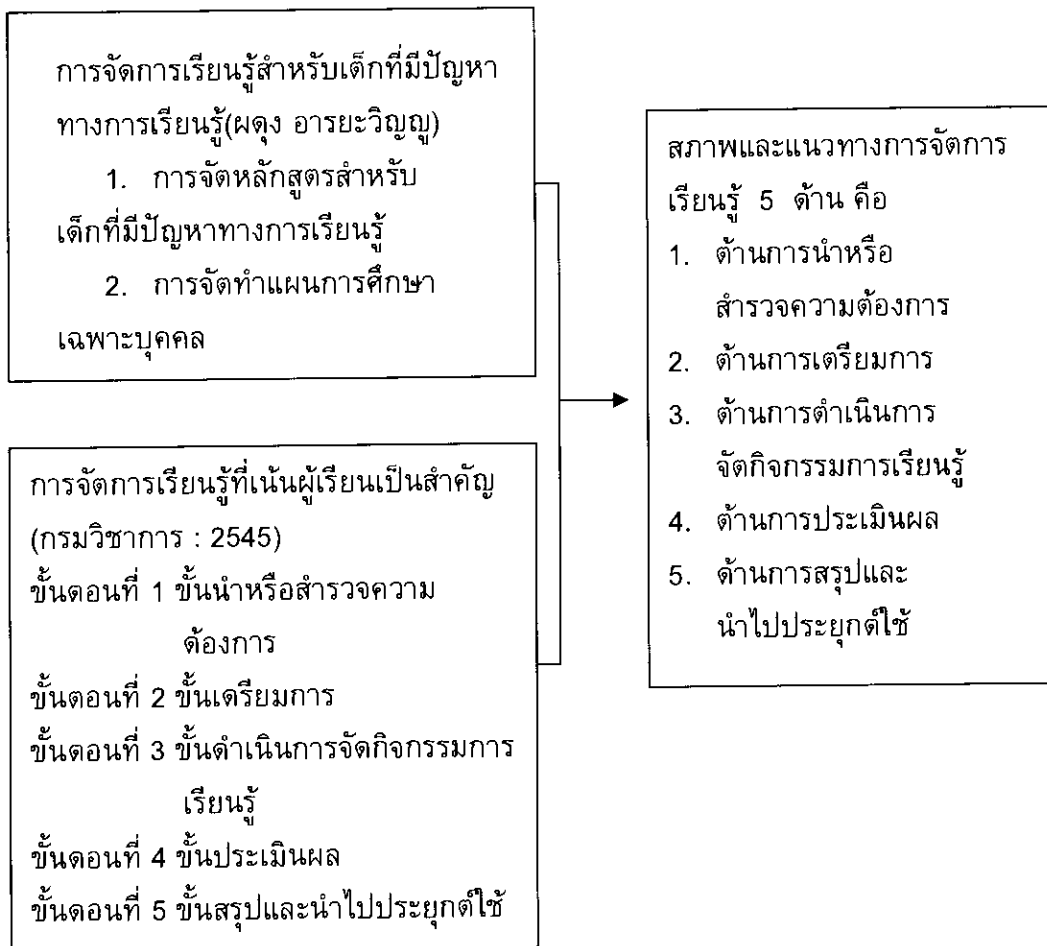 การจัดการเรียนรู้สำหรับเด็กที่มีปัญหา
ทางการเรียนรู้(ผดุง อารยะวิญญู)
1. การจัดหลักสูตรสำหรับ
เด็กที่มีปัญหาทางการเรียนรู้
2. การจัดทำแผนการศึกษา
เฉพาะบุคคล
การจัดการเรียนรู้ที่เน้นผู้เรียนเป็นสำคัญ
(กรมวิชาการ : 2545)
ขั้นตอนที่ 1 ขั้นนำหรือสำรวจความ
ต้องการ
ขั้นตอนที่ 2 ขั้นเตรียมการ
ขั้นตอนที่ 3 ขั้นดำเนินการจัดกิจกรรมการ
เรียนรู้
ขั้นตอนที่ 4 ขั้นประเมินผล
ขั้นตอนที่ 5 ขั้นสรุปและนำไปประยุกต์ใช้
สภาพและแนวทางการจัดการ
เรียนรู้ 5 ด้าน คือ
1. ด้านการนำหรือ
สำรวจความต้องการ
2. ด้านการเตรียมการ
3. ด้านการดำเนินการ
จัดกิจกรรมการเรียนรู้
4. ด้านการประเมินผล
5. ด้านการสรุปและ
นำไปประยุกต์ใช้